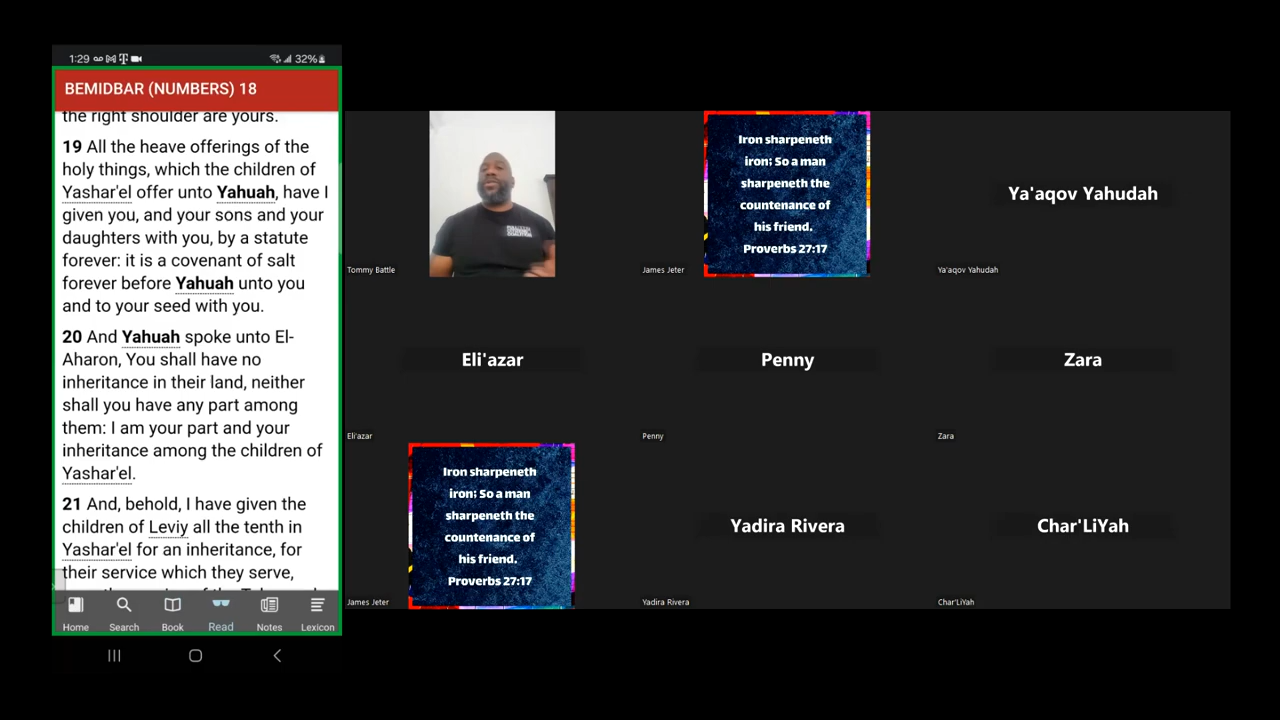 1:29
32%
BEMIDBAR (NUMBERS) 18
the right shoulder are yours.
19 All the heave offerings of the
holy things, which the children of
Yashar'el offer unto Yahuah, have I
given you, and your sons and your
daughters with you, by a statute
forever: it is a covenant of salt
forever before Yahuah unto you
and to your seed with you.
20 And Yahuah spoke unto El-
Aharon, You shall have no
inheritance in their land, neither
shall you have any part among
them: I am your part and your
inheritance among the children of
Yashar'el.
21 And, behold, I have given the
children of Leviy all the tenth in
Yashar'el for an inheritance, for
their service which they serve,
Home
Search
Book
Read
Notes
Lexicon
Tommy Battle
Iron sharpeneth
iron; So a man
sharpeneth the
countenance of
his friend.
Proverbs 27:17
James Jeter
Ya'aqov Yahudah
Ya'aqov Yahudah
Eli'azar
Eli'azar
Penny
Penny
Zara
Zara
Iron sharpeneth
iron; So a man
sharpeneth the
countenance of
his friend.
Proverbs 27:17
James Jeter
Yadira Rivera
Yadira Rivera
Char'LiYah
Char'LiYah